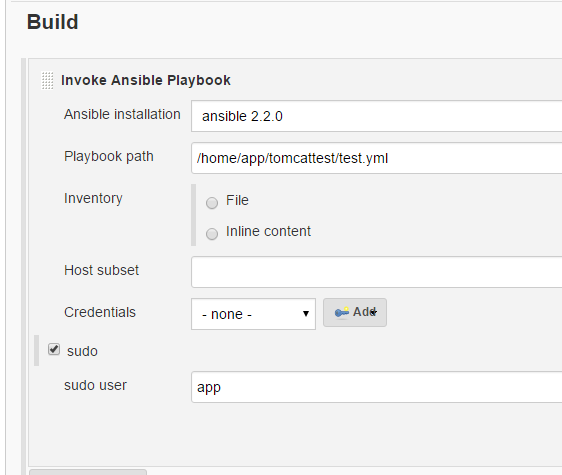 Build
Invoke Ansible Playbook
Ansible installation ansible 2.2.0
Playbook path /home/app/tomcattest/test.yml
Inventory File
Inline content
Host subset
Credentials - none - Add
sudo
sudo user app